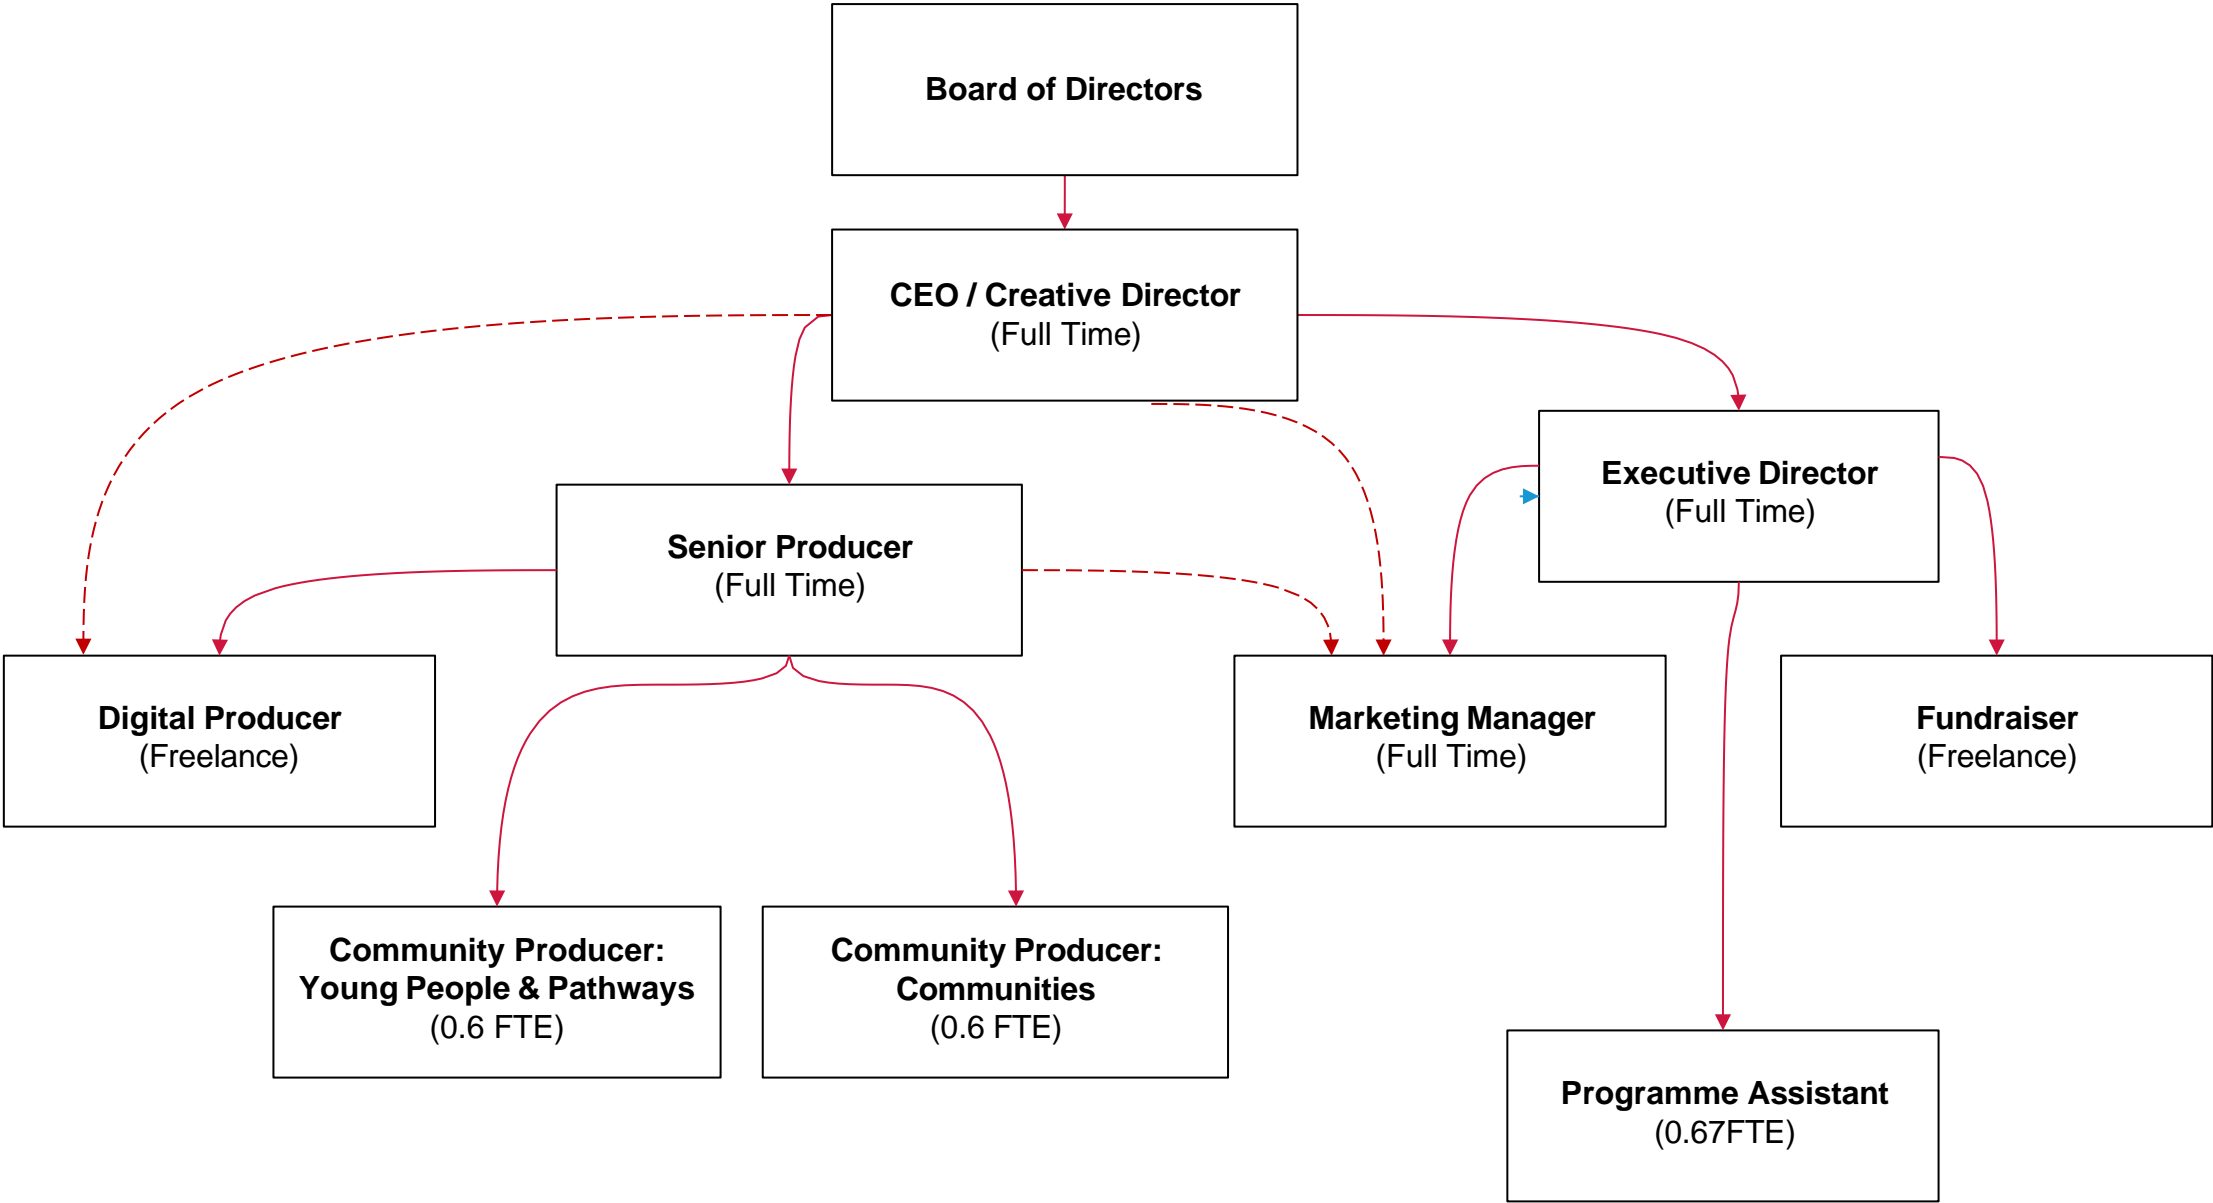 Board of Directors
CEO / Creative Director
(Full Time)
Executive Director
(Full Time)
Senior Producer
(Full Time)
Digital Producer
(Freelance)
Marketing Manager
(Full Time)
Fundraiser
(Freelance)
Community Producer:
Young People & Pathways
(0.6 FTE)
Community Producer:
Communities
(0.6 FTE)
Programme Assistant
(0.67FTE)